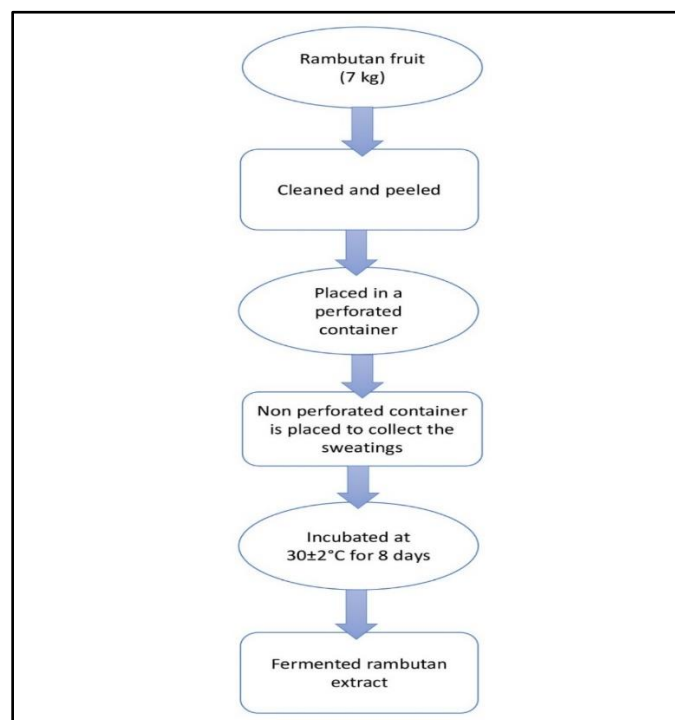 Rambutan fruit
(7 kg)
Cleaned and peeled
Placed in a
perforated
container
Non perforated container
is placed to collect the
sweatings
Incubated at
30±2°C for 8 days
Fermented rambutan
extract